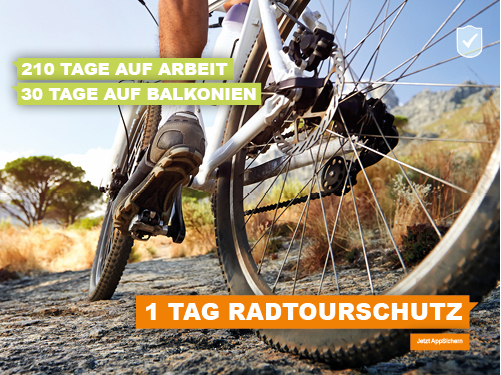 210 TAGE AUF ARBEIT
30 TAGE AUF BALKONIEN
1 TAG RADTOURSCHUTZ
Jetzt AppSichern